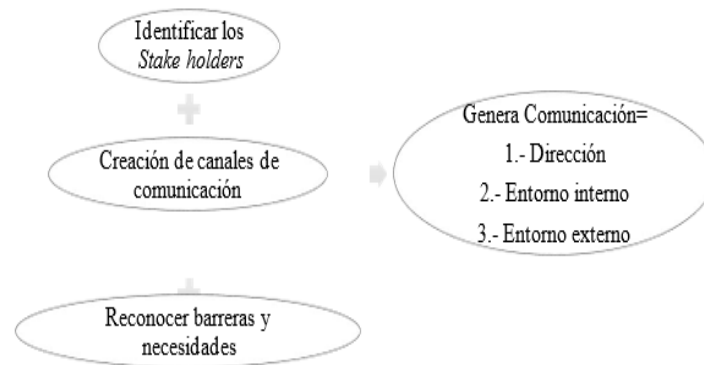 Identificar los
Stake holders
Creación de canales de
comunicación
Reconocer barreras y
necesidades
Genera Comunicación=
1.- Dirección
2.- Entorno interno
3.- Entorno externo